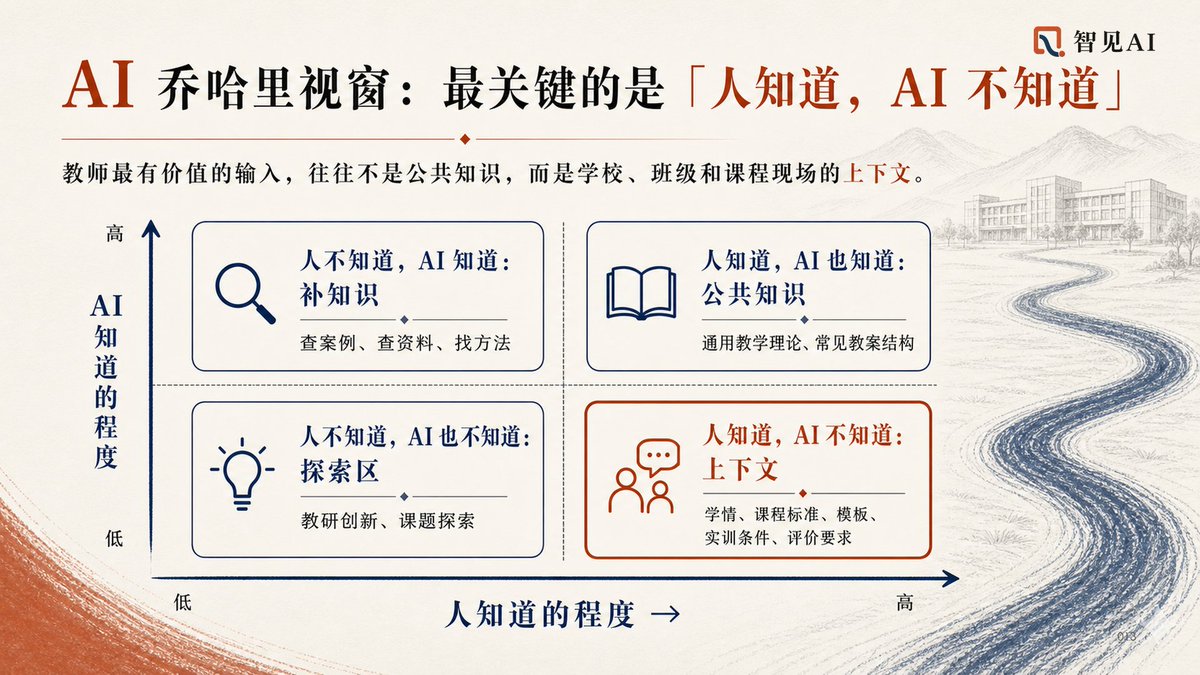 智见AI
AI 乔哈里视窗：最关键的是「人知道，AI 不知道」
教师最有价值的输入，往往不是公共知识，而是学校、班级和课程现场的上下文。
高
AI知道的程度
低
人不知道，AI 知道：
补知识
查案例、查资料、找方法
人知道，AI 也知道：
公共知识
通用教学理论、常见教案结构
人不知道，AI 也不知道：
探索区
教研创新、课题探索
人知道，AI 不知道：
上下文
学情、课程标准、模板、
实训条件、评价要求
低
人知道的程度 →
高
013